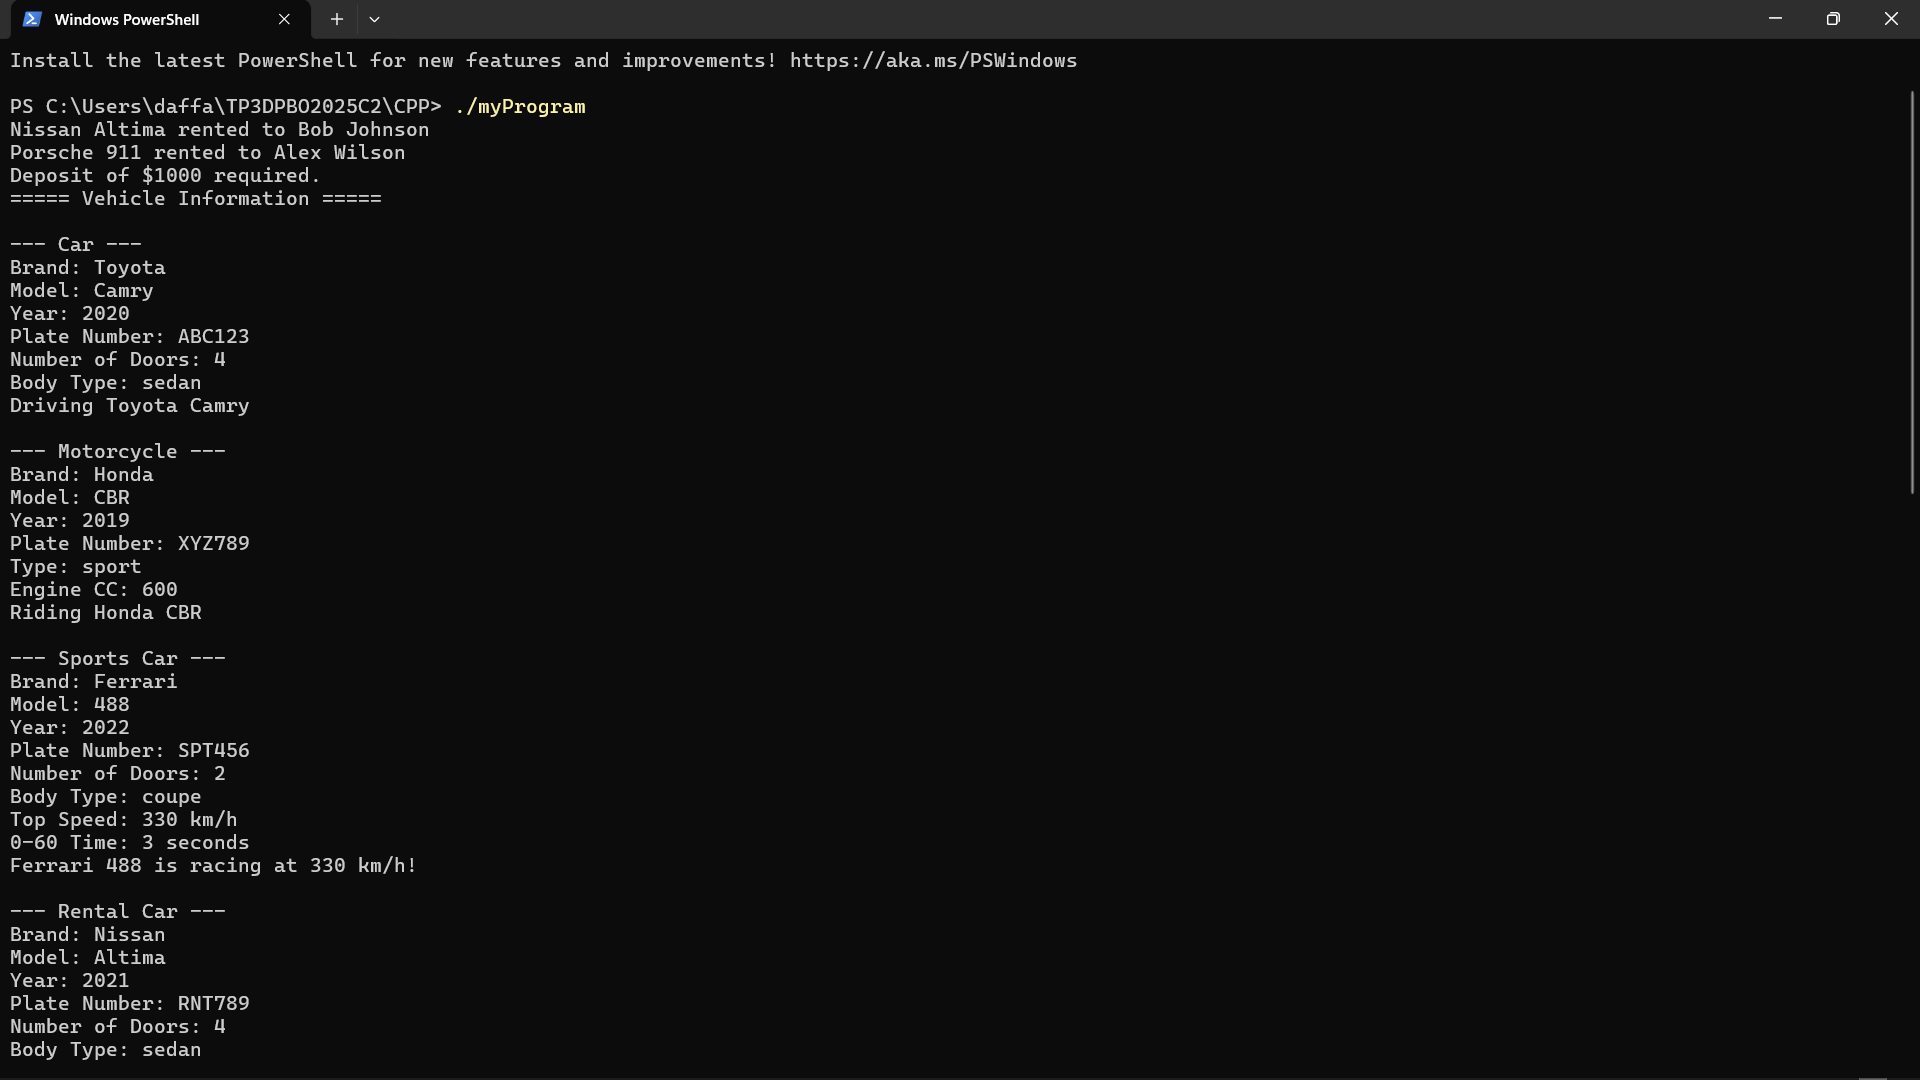 Windows PowerShell
Install the latest PowerShell for new features and improvements! https://aka.ms/PSWindows
PS C:\Users\daffa\TP3DPBO2025C2\CPP> ./myProgram
Nissan Altima rented to Bob Johnson
Porsche 911 rented to Alex Wilson
Deposit of $1000 required.
===== Vehicle Information =====
--- Car ---
Brand: Toyota
Model: Camry
Year: 2020
Plate Number: ABC123
Number of Doors: 4
Body Type: sedan
Driving Toyota Camry
--- Motorcycle ---
Brand: Honda
Model: CBR
Year: 2019
Plate Number: XYZ789
Type: sport
Engine CC: 600
Riding Honda CBR
--- Sports Car ---
Brand: Ferrari
Model: 488
Year: 2022
Plate Number: SPT456
Number of Doors: 2
Body Type: coupe
Top Speed: 330 km/h
0-60 Time: 3 seconds
Ferrari 488 is racing at 330 km/h!
--- Rental Car ---
Brand: Nissan
Model: Altima
Year: 2021
Plate Number: RNT789
Number of Doors: 4
Body Type: sedan